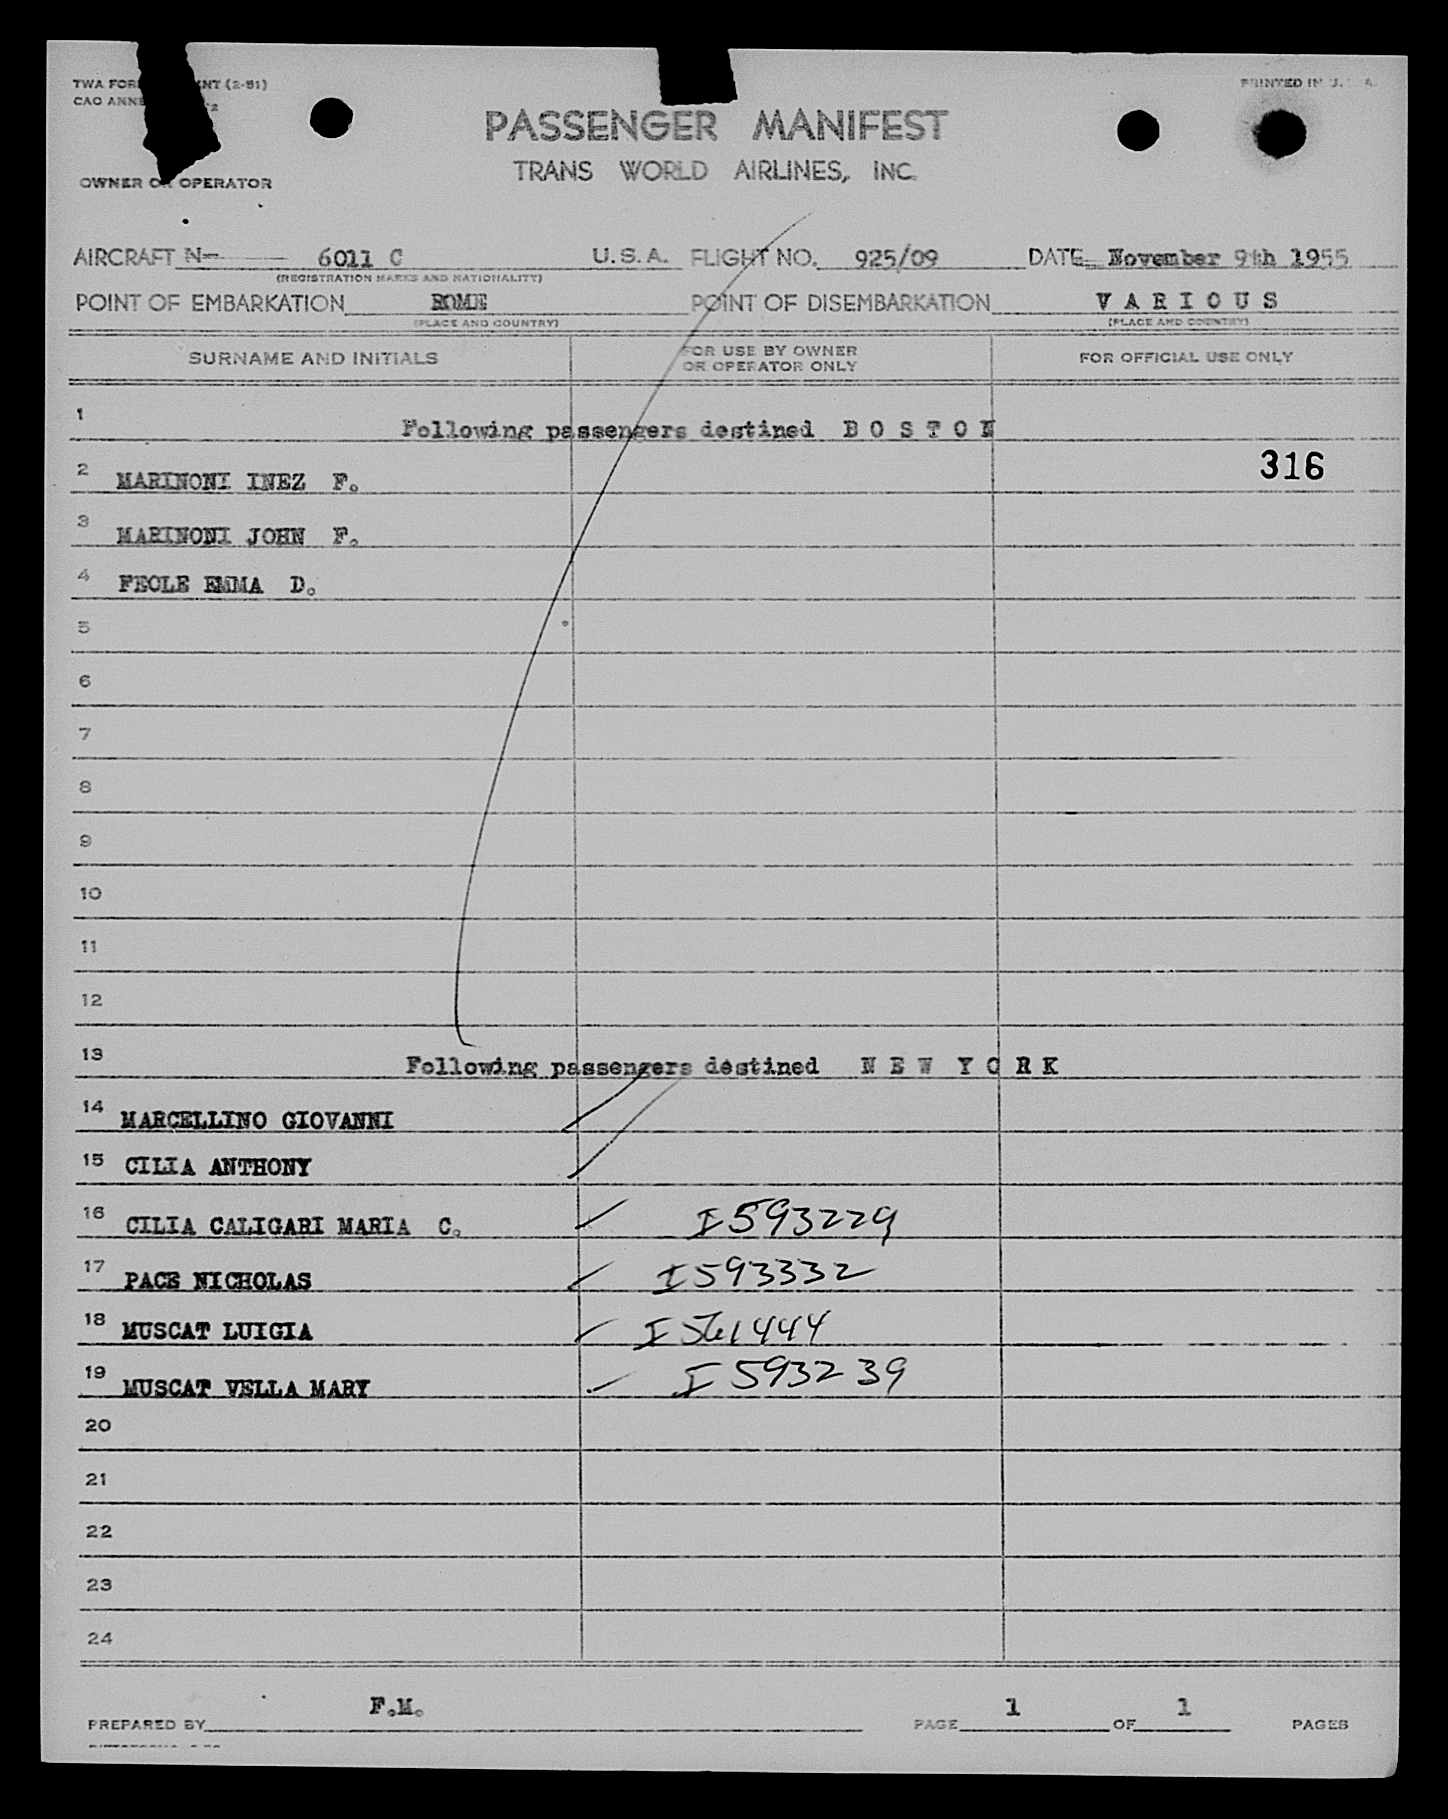 TWA FOR NT (2-51)
PRINTED IN U. A.
CAO ANNE
PASSENGER MANIFEST
TRANS WORLD AIRLINES, INC.
OWNER OR OPERATOR
AIRCRAFT N- 6011 C U.S.A. FLIGHT NO. 925/09 DATE November 9th 1955
(REGISTRATION MARKS AND NATIONALITY)
POINT OF EMBARKATION ROME POINT OF DISEMBARKATION V A R I O U S
(PLACE AND COUNTRY) (PLACE AND COUNTRY)
SURNAME AND INITIALS FOR USE BY OWNER OR OPERATOR ONLY FOR OFFICIAL USE ONLY
1 Following passengers destined B O S T O N
316
2 MARINONI INEZ F.
3 MARINONI JOHN F.
4 FEOLE EMMA D.
5
6
7
8
9
10
11
12
13 Following passengers destined N E W Y O R K
14 MARCELLINO GIOVANNI
15 CILIA ANTHONY
16 CILIA CALIGARI MARIA C. I593229
17 PACE NICHOLAS I593332
18 MUSCAT LUIGIA I561444
19 MUSCAT VELLA MARY I593239
20
21
22
23
24
PREPARED BY F.M. PAGE 1 OF 1 PAGES